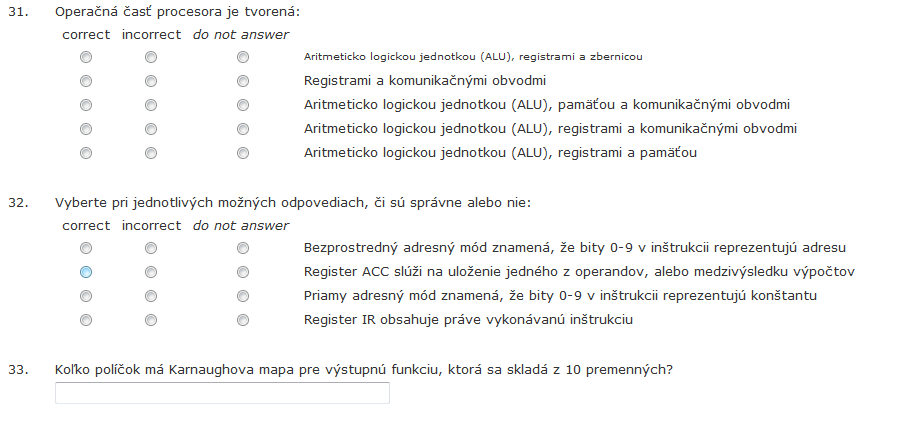 31. Operačná časť procesora je tvorená:
correct incorrect do not answer
Aritmeticko logickou jednotkou (ALU), registrami a zbernicou
Registrami a komunikačnými obvodmi
Aritmeticko logickou jednotkou (ALU), pamäťou a komunikačnými obvodmi
Aritmeticko logickou jednotkou (ALU), registrami a komunikačnými obvodmi
Aritmeticko logickou jednotkou (ALU), registrami a pamäťou
32. Vyberte pri jednotlivých možných odpovediach, či sú správne alebo nie:
correct incorrect do not answer
Bezprostredný adresný mód znamená, že bity 0-9 v inštrukcii reprezentujú adresu
Register ACC slúži na uloženie jedného z operandov, alebo medzivýsledku výpočtov
Priamy adresný mód znamená, že bity 0-9 v inštrukcii reprezentujú konštantu
Register IR obsahuje práve vykonávanú inštrukciu
33. Koľko políčok má Karnaughova mapa pre výstupnú funkciu, ktorá sa skladá z 10 premenných?